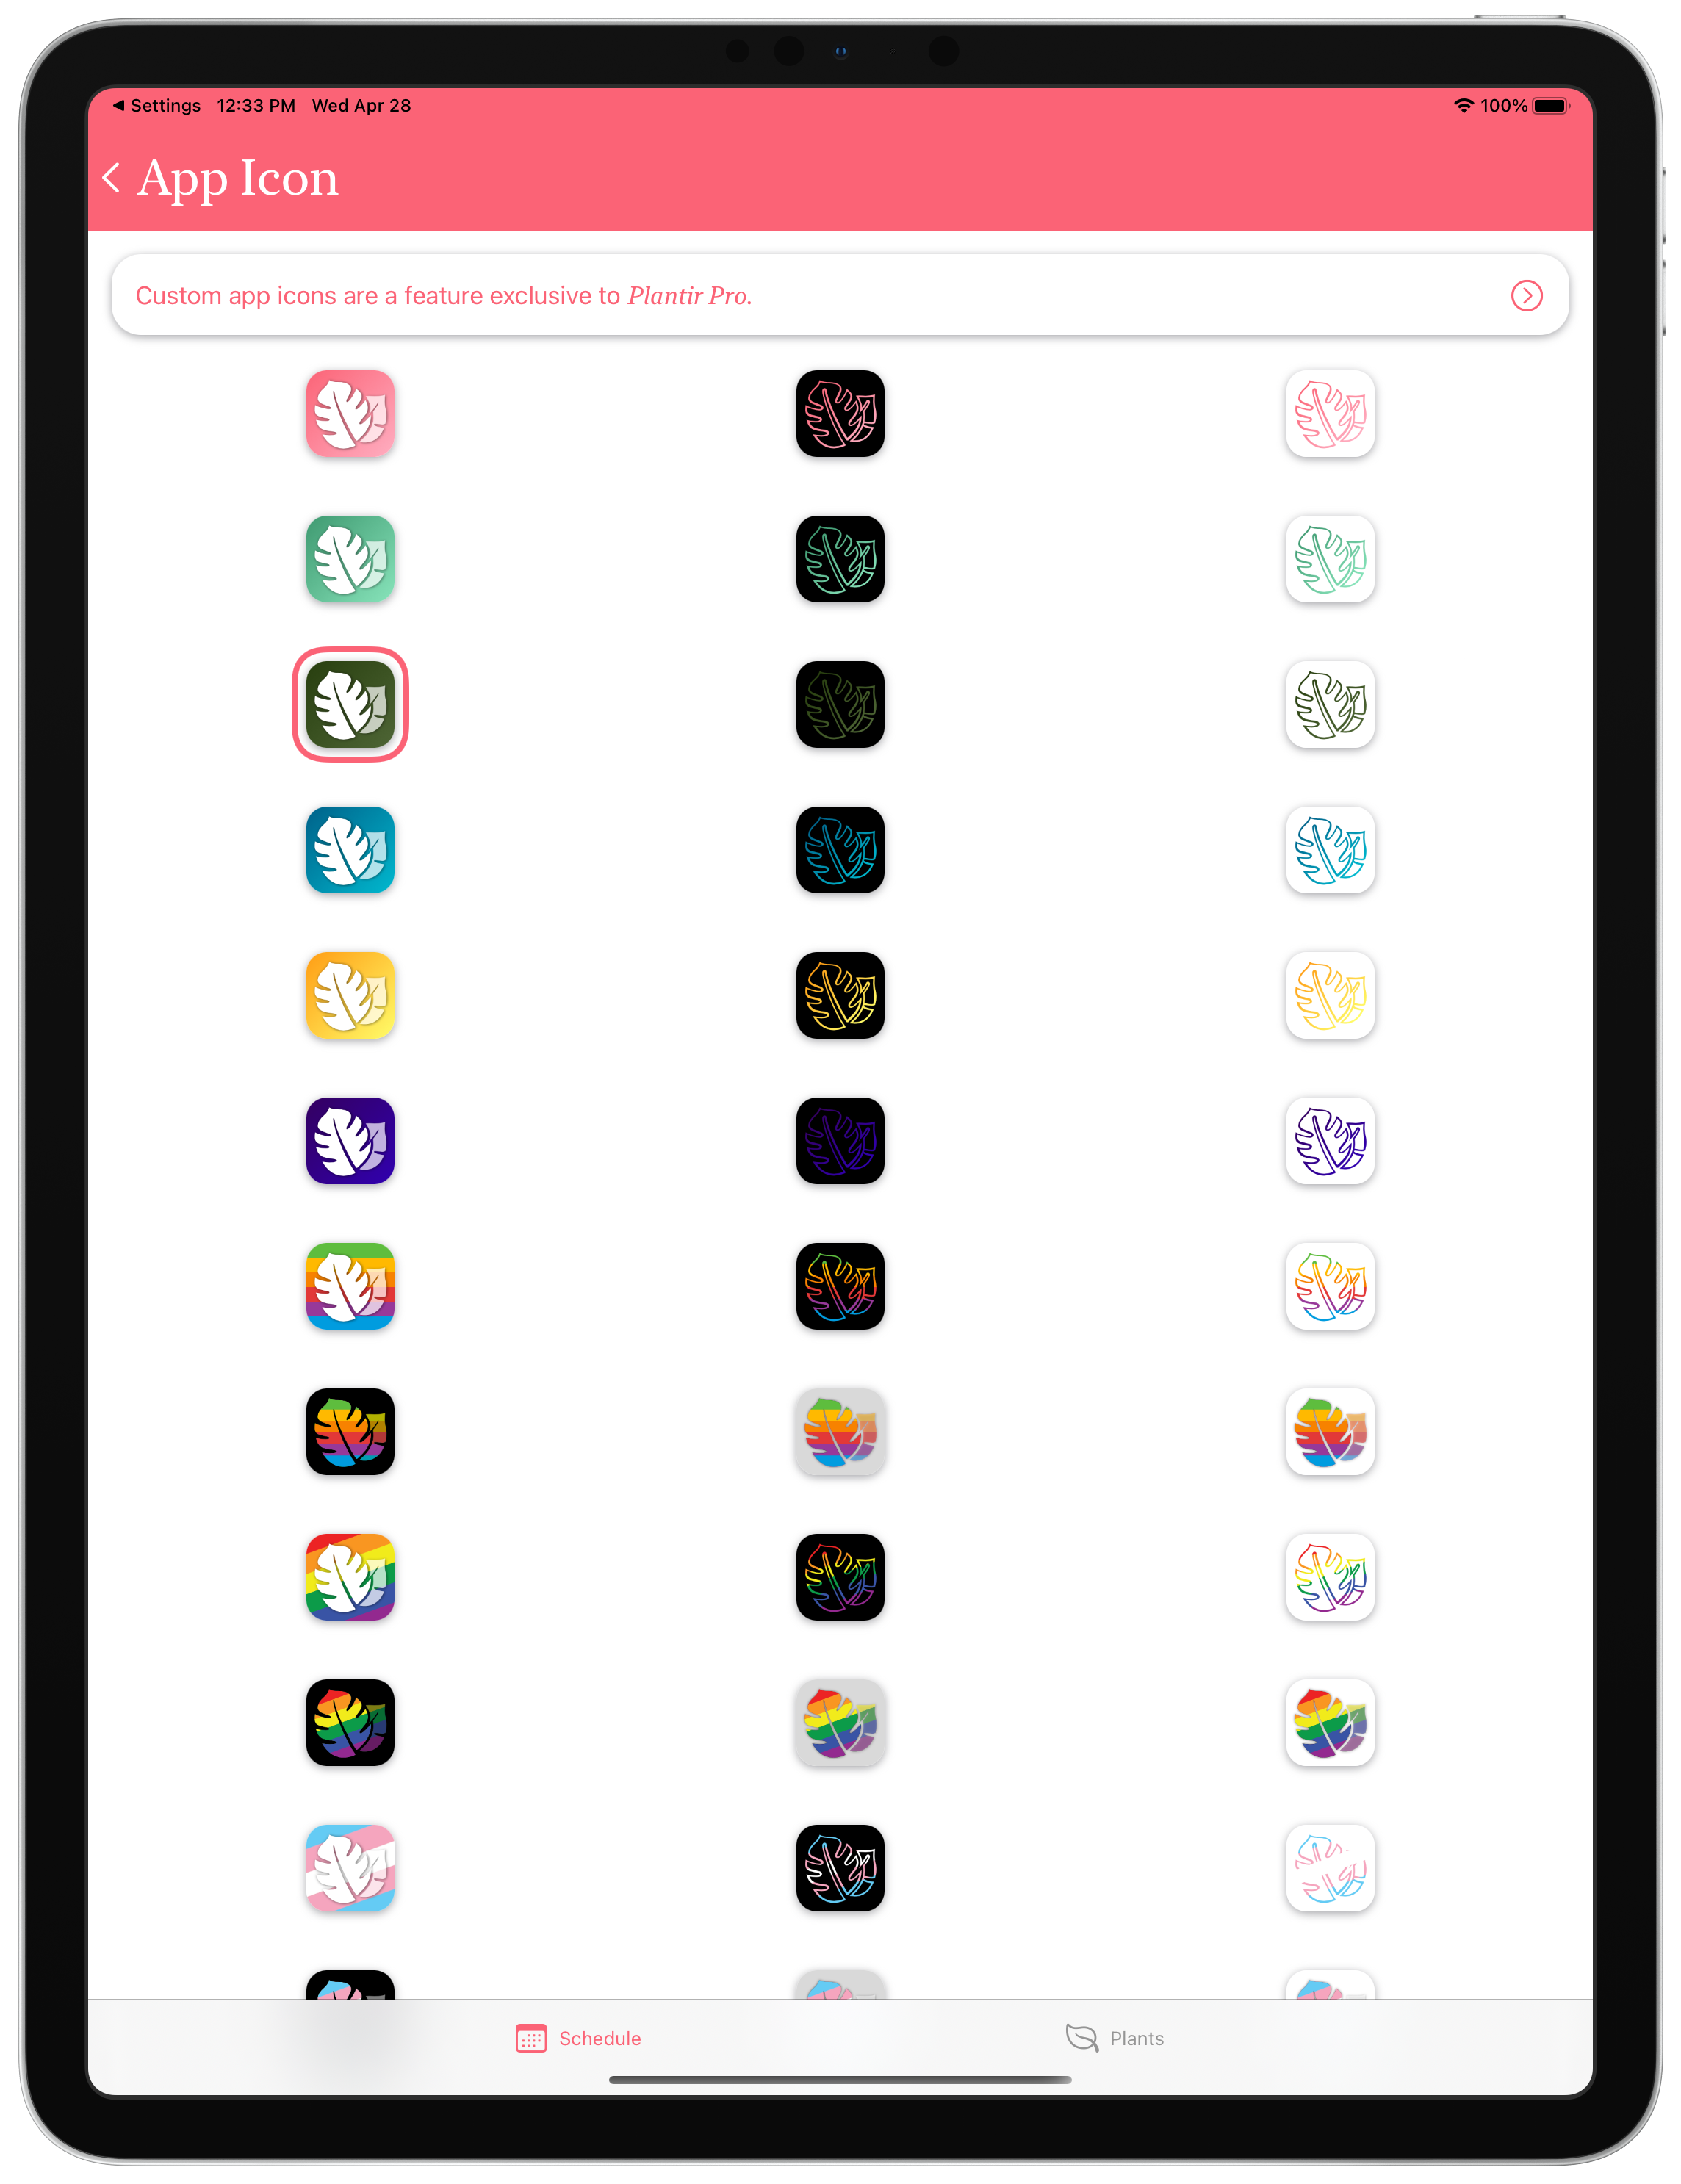 Settings 12:33 PM Wed Apr 28 100%
App Icon
Custom app icons are a feature exclusive to Plantir Pro.
Schedule Plants